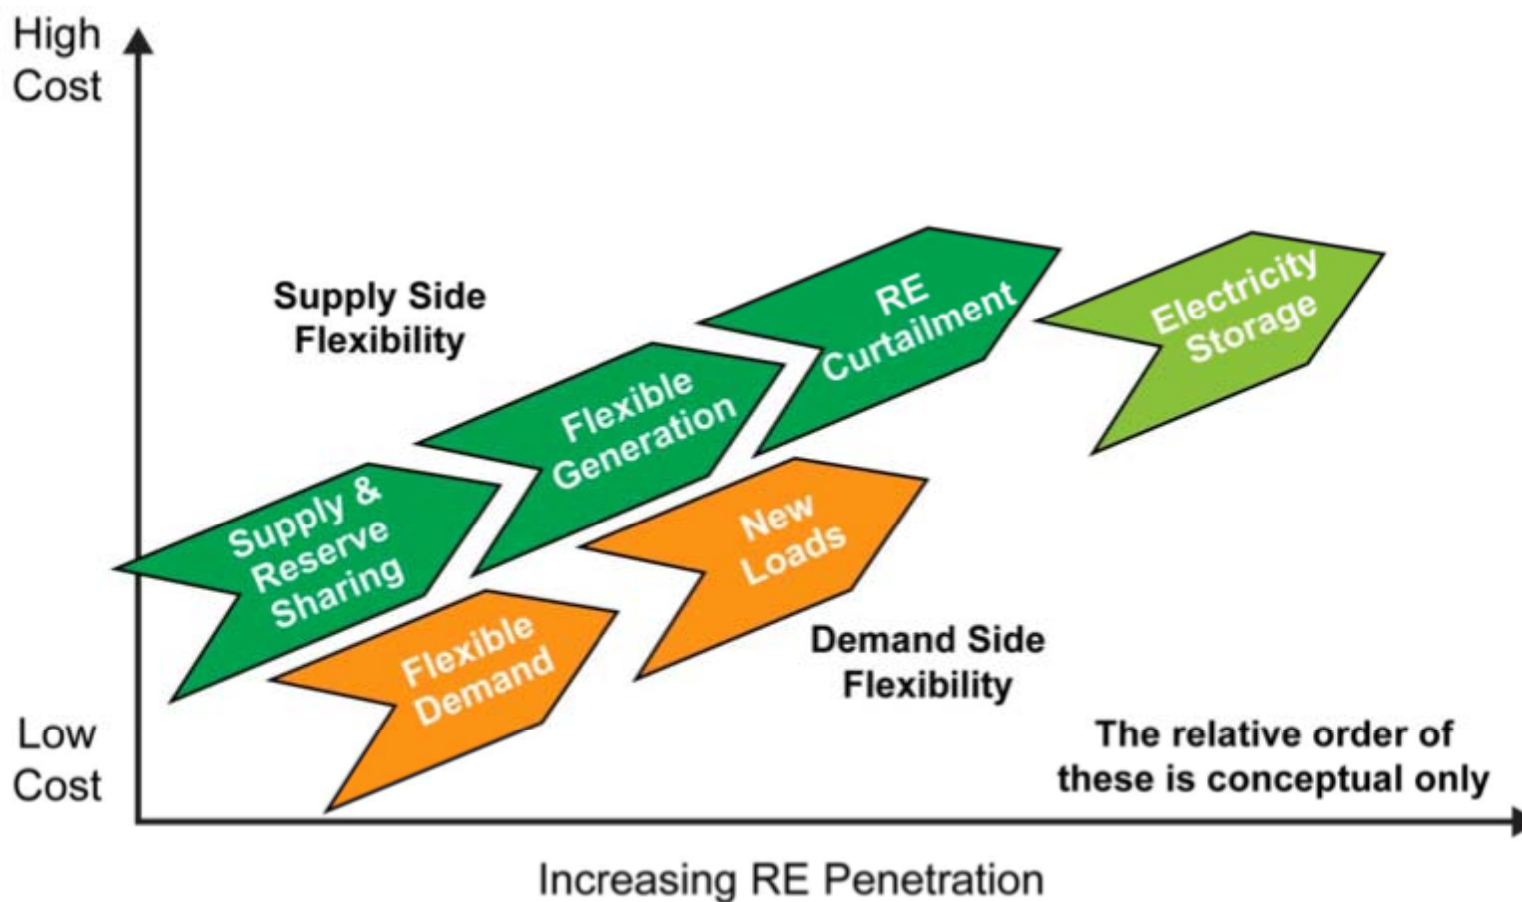 High
Cost
Supply Side
Flexibility
RE
Curtailment
Electricity
Storage
Flexible
Generation
Supply &
Reserve
Sharing
New
Loads
Flexible
Demand
Demand Side
Flexibility
Low
Cost
The relative order of
these is conceptual only
Increasing RE Penetration